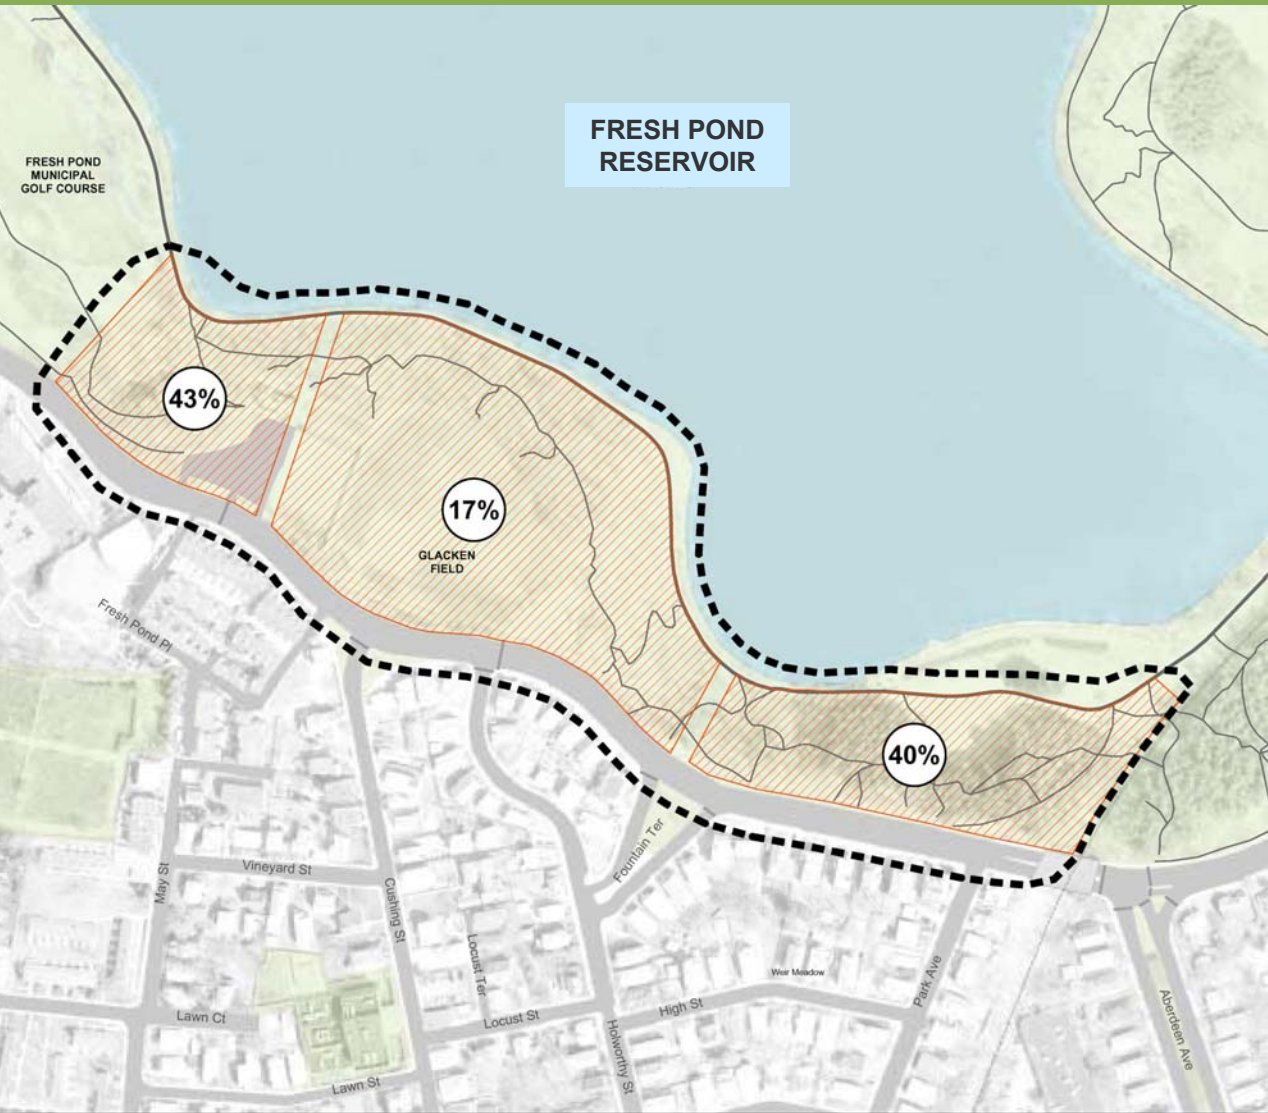 FRESH POND
RESERVOIR
FRESH POND
MUNICIPAL
GOLF COURSE
43%
17%
GLACKEN
FIELD
40%
Fresh Pond Pl
Fountain Ter
Vineyard St
May St
Cushing St
Locust Ter
Weir Meadow
Park Ave
High St
Locust St
Lawn Ct
Holworthy St
Aberdeen Ave
Lawn St